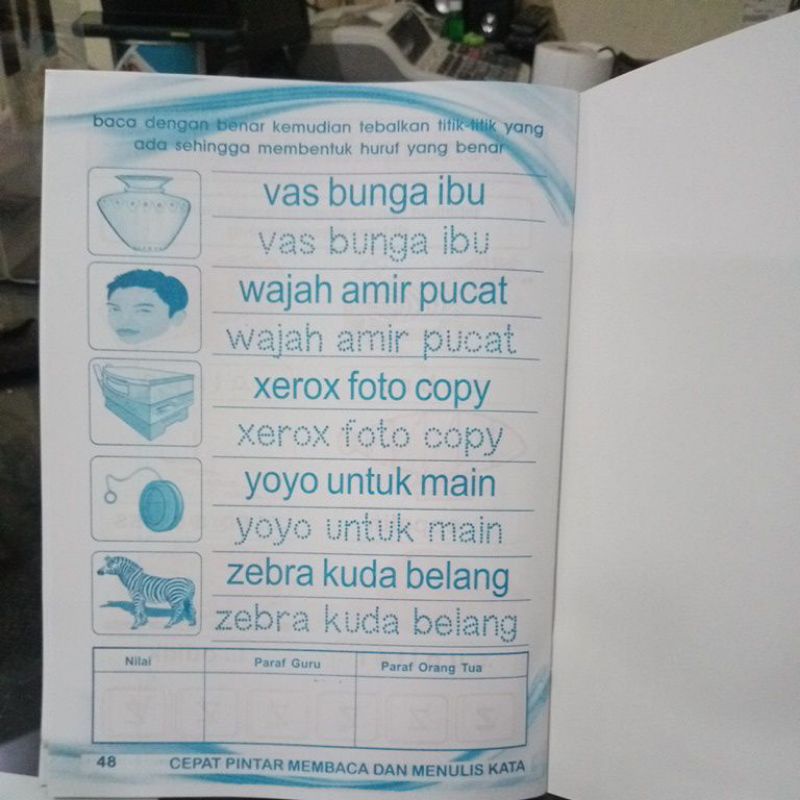 baca dengan benar kemudian tebalkan titik-titik yang
ada sehingga membentuk huruf yang benar
vas bunga ibu
vas bunga ibu
wajah amir pucat
wajah amir pucat
xerox foto copy
xerox foto copy
yoyo untuk main
yoyo untuk main
zebra kuda belang
zebra kuda belang
Nilai Paraf Guru Paraf Orang Tua
48 CEPAT PINTAR MEMBACA DAN MENULIS KATA